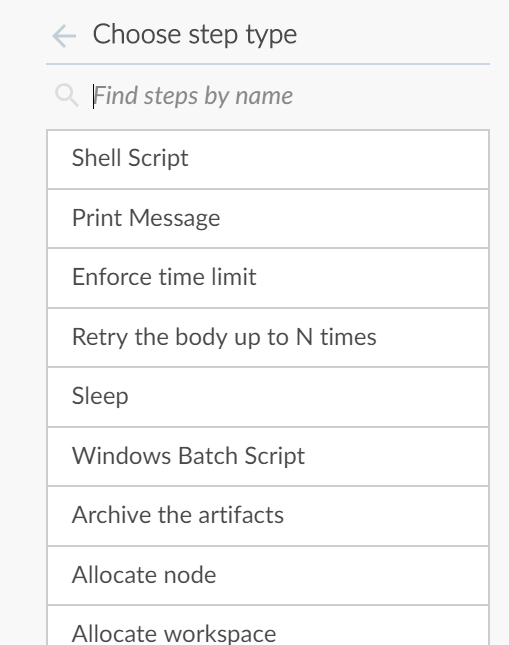 Choose step type
Find steps by name
Shell Script
Print Message
Enforce time limit
Retry the body up to N times
Sleep
Windows Batch Script
Archive the artifacts
Allocate node
Allocate workspace